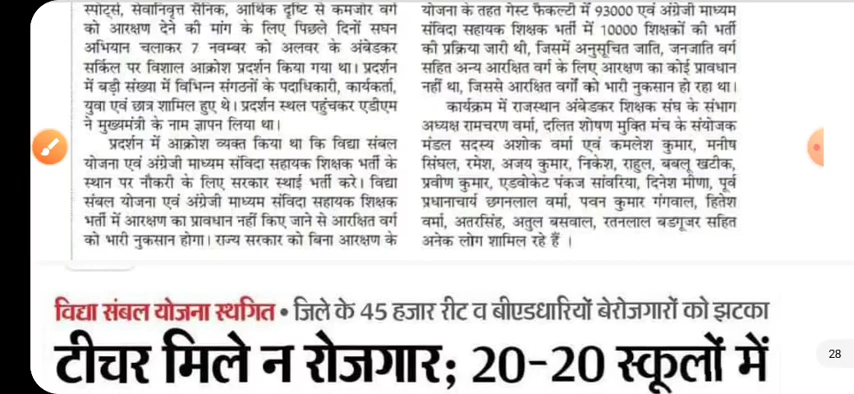 स्पोर्ट्स, सेवानिवृत्त सैनिक, आर्थिक दृष्टि से कमजोर वर्ग
को आरक्षण देने की मांग के लिए पिछले दिनों सघन
अभियान चलाकर 7 नवम्बर को अलवर के अंबेडकर
सर्किल पर विशाल आक्रोश प्रदर्शन किया गया था। प्रदर्शन
में बड़ी संख्या में विभिन्न संगठनों के पदाधिकारी, कार्यकर्ता,
युवा एवं छात्र शामिल हुए थे। प्रदर्शन स्थल पहुंचकर एडीएम
ने मुख्यमंत्री के नाम ज्ञापन लिया था।
प्रदर्शन में आक्रोश व्यक्त किया था कि विद्या संबल
योजना एवं अंग्रेजी माध्यम संविदा सहायक शिक्षक भर्ती के
स्थान पर नौकरी के लिए सरकार स्थाई भर्ती करे। विद्या
संबल योजना एवं अंग्रेजी माध्यम संविदा सहायक शिक्षक
भर्ती में आरक्षण का प्रावधान नहीं किए जाने से आरक्षित वर्ग
को भारी नुकसान होगा। राज्य सरकार को बिना आरक्षण के
योजना के तहत गेस्ट फैकल्टी में 93000 एवं अंग्रेजी माध्यम
संविदा सहायक शिक्षक भर्ती में 10000 शिक्षकों की भर्ती
की प्रक्रिया जारी थी, जिसमें अनुसूचित जाति, जनजाति वर्ग
सहित अन्य आरक्षित वर्ग के लिए आरक्षण का कोई प्रावधान
नहीं था, जिससे आरक्षित वर्गों को भारी नुकसान हो रहा था।
कार्यक्रम में राजस्थान अंबेडकर शिक्षक संघ के संभाग
अध्यक्ष रामचरण वर्मा, दलित शोषण मुक्ति मंच के संयोजक
मंडल सदस्य अशोक वर्मा एवं कमलेश कुमार, मनीष
सिंघल, रमेश, अजय कुमार, निकेश, राहुल, बबलू खटीक,
प्रवीण कुमार, एडवोकेट पंकज सांवरिया, दिनेश मीणा, पूर्व
प्रधानाचार्य छगनलाल वर्मा, पवन कुमार गंगवाल, हितेश
वर्मा, अतरसिंह, अतुल बसवाल, रतनलाल बडगूजर सहित
अनेक लोग शामिल रहे हैं ।
विद्या संबल योजना स्थगित • जिले के 45 हजार रीट व बीएडधारियों बेरोजगारों को झटका
टीचर मिले न रोजगार; 20-20 स्कूलों में
28